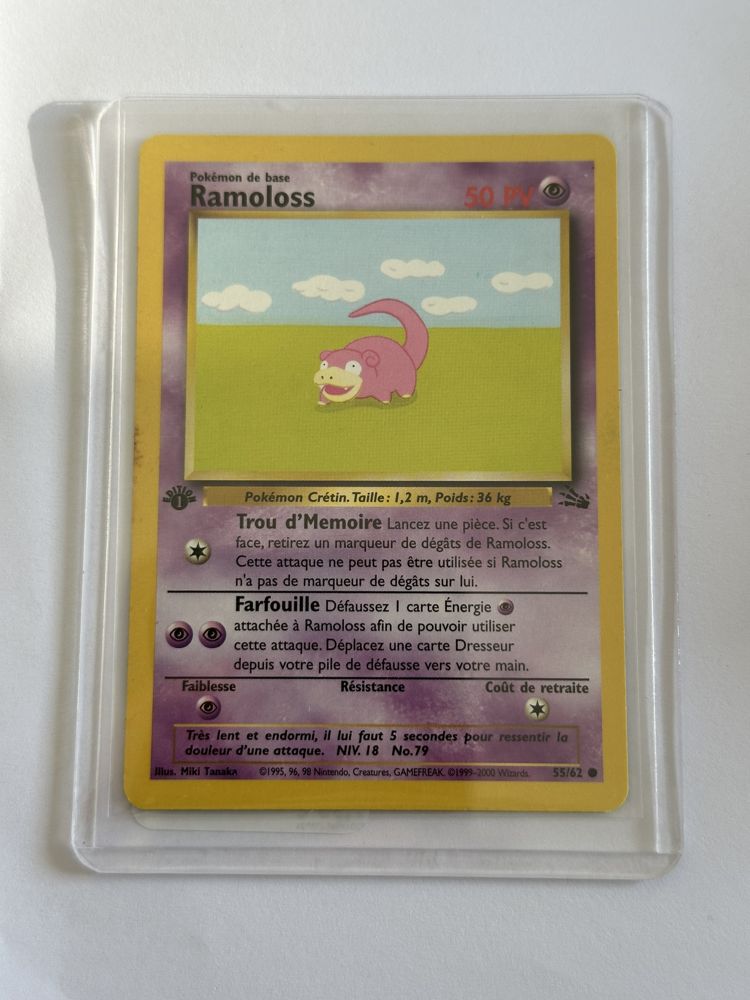 Pokémon de base
Ramoloss 50 PV
EDITION
1
Pokémon Crétin. Taille: 1,2 m, Poids: 36 kg
Trou d'Memoire Lancez une pièce. Si c'est
face, retirez un marqueur de dégâts de Ramoloss.
Cette attaque ne peut pas être utilisée si Ramoloss
n'a pas de marqueur de dégâts sur lui.
Farfouille Défaussez 1 carte Énergie
attachée à Ramoloss afin de pouvoir utiliser
cette attaque. Déplacez une carte Dresseur
depuis votre pile de défausse vers votre main.
Faiblesse Résistance Coût de retraite
Très lent et endormi, il lui faut 5 secondes pour ressentir la
douleur d'une attaque. NIV. 18 No.79
Illus. Miki Tanaka ©1995, 96, 98 Nintendo, Creatures, GAMEFREAK. ©1999-2000 Wizards. 55/62